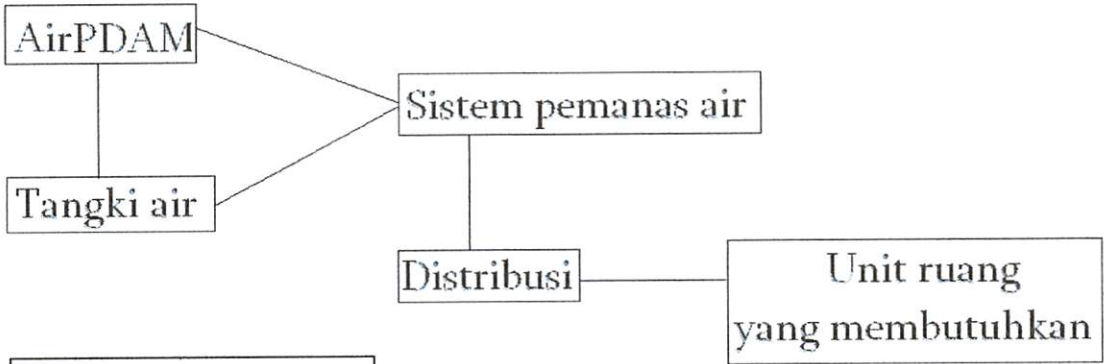 AirPDAM
Sistem pemanas air
Tangki air
Distribusi
Unit ruang
yang membutuhkan